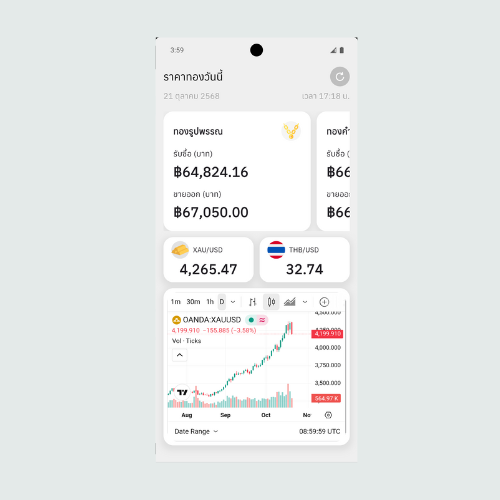 3:59
ราคาทองวันนี้
21 ตุลาคม 2568 เวลา 17:18 น.
ทองรูปพรรณ
รับซื้อ (บาท)
฿64,824.16
ขายออก (บาท)
฿67,050.00
ทองคำ
รับซื้อ (
฿66
ขายออ
฿66
XAU/USD
4,265.47
THB/USD
32.74
1m 30m 1h D
OANDA:XAUUSD
4,199.910 −155.885 (−3.58%)
Vol · Ticks
4,500.000
4,199.910
4,000.000
3,750.000
3,500.000
564.97 K
Aug Sep Oct No
Date Range 08:59:59 UTC